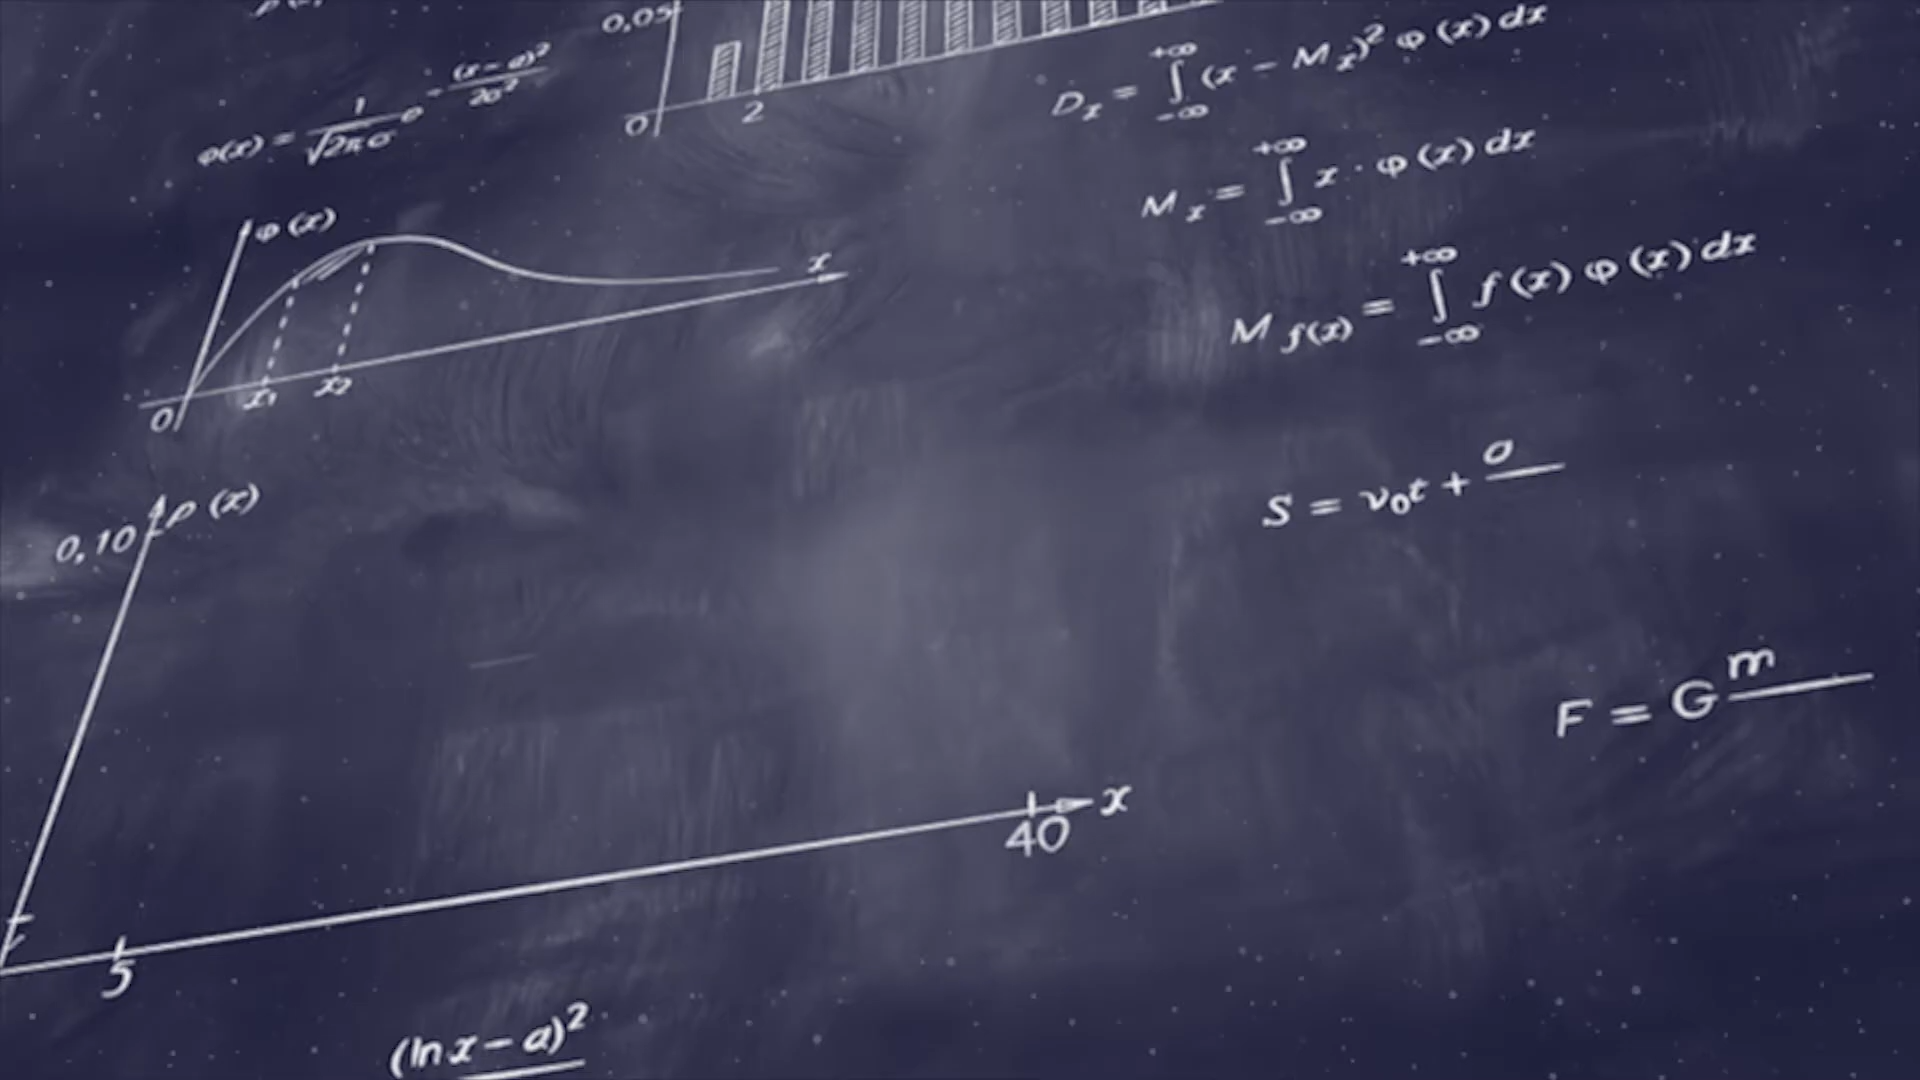 0,05
0
2
φ(x) = 1/√2πσ e^-(x-a)²/2σ²
D_x = ∫_-∞^+∞ (x - M_x)² φ(x) dx
M_x = ∫_-∞^+∞ x · φ(x) dx
M_f(x) = ∫_-∞^+∞ f(x) φ(x) dx
φ(x)
x
0
x₁
x₂
S = v₀t +
F = G m
ρ(x)
0,10
x
5
40
(ln x - a)²